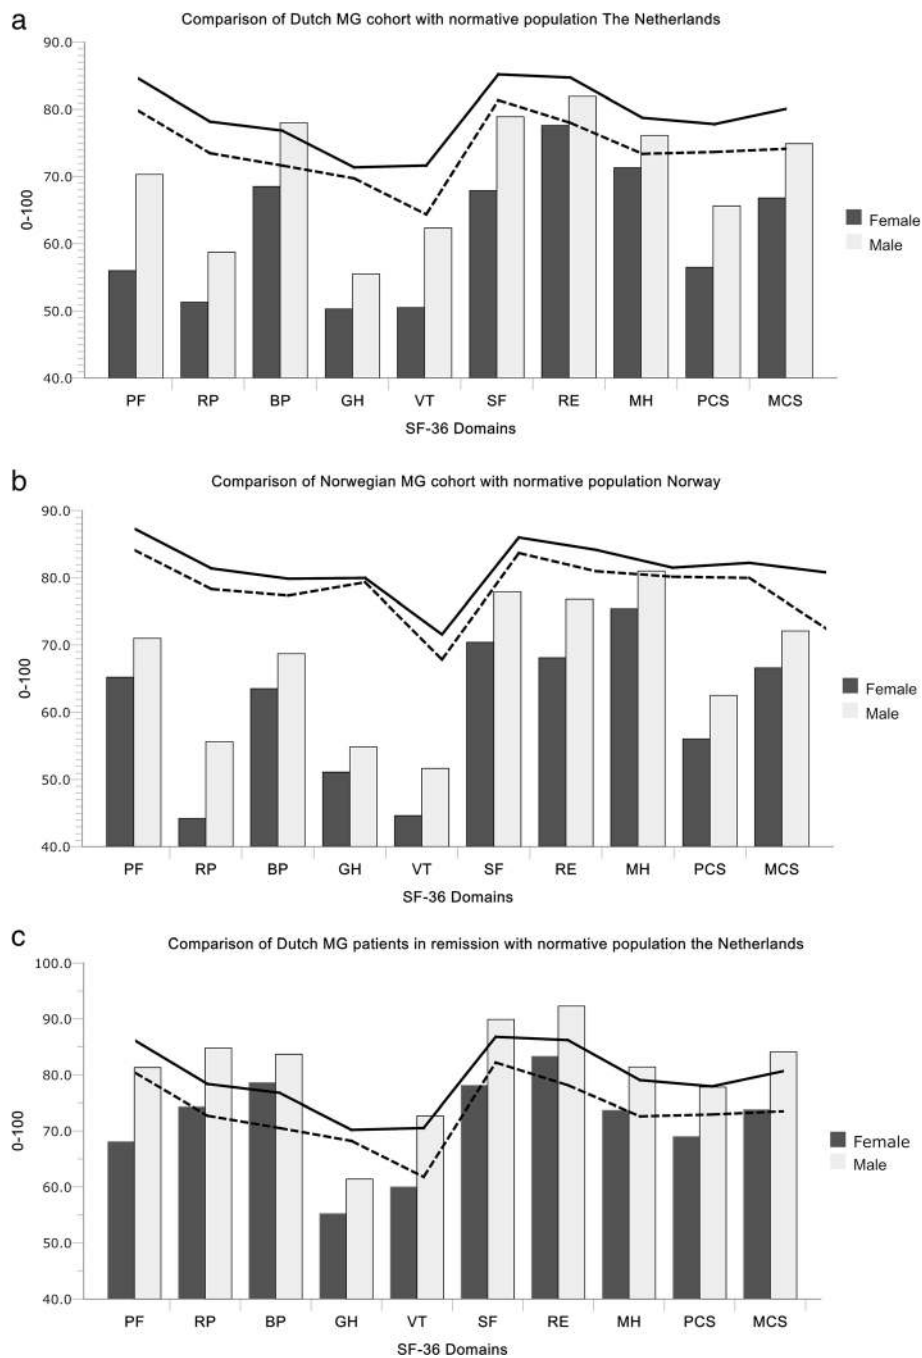 a
Comparison of Dutch MG cohort with normative population The Netherlands
90.0
80.0
70.0
60.0
50.0
40.0
0-100
PF RP BP GH VT SF RE MH PCS MCS
SF-36 Domains
Female
Male
b
Comparison of Norwegian MG cohort with normative population Norway
90.0
80.0
70.0
60.0
50.0
40.0
0-100
PF RP BP GH VT SF RE MH PCS MCS
SF-36 Domains
Female
Male
c
Comparison of Dutch MG patients in remission with normative population the Netherlands
100.0
90.0
80.0
70.0
60.0
50.0
40.0
0-100
PF RP BP GH VT SF RE MH PCS MCS
SF-36 Domains
Female
Male